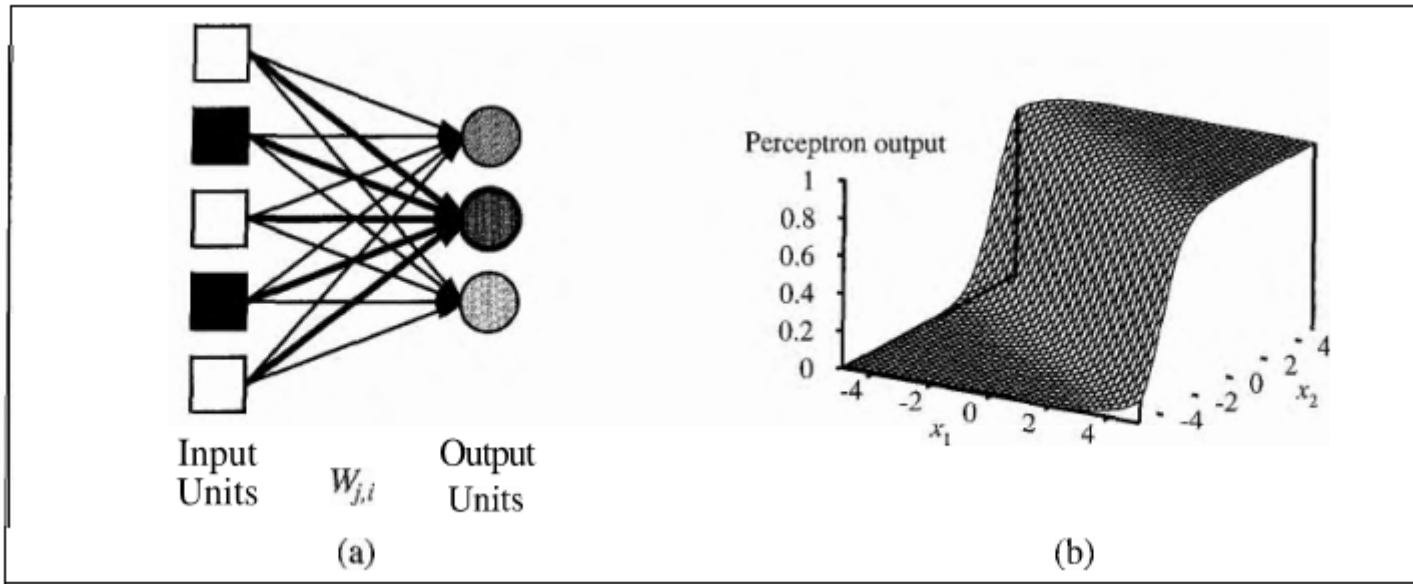 Input
Units
W_{j,i}
Output
Units
(a)
Perceptron output
1
0.8
0.6
0.4
0.2
0
-4
-2
0
2
4
x_1
-4
-2
0
2
4
x_2
(b)